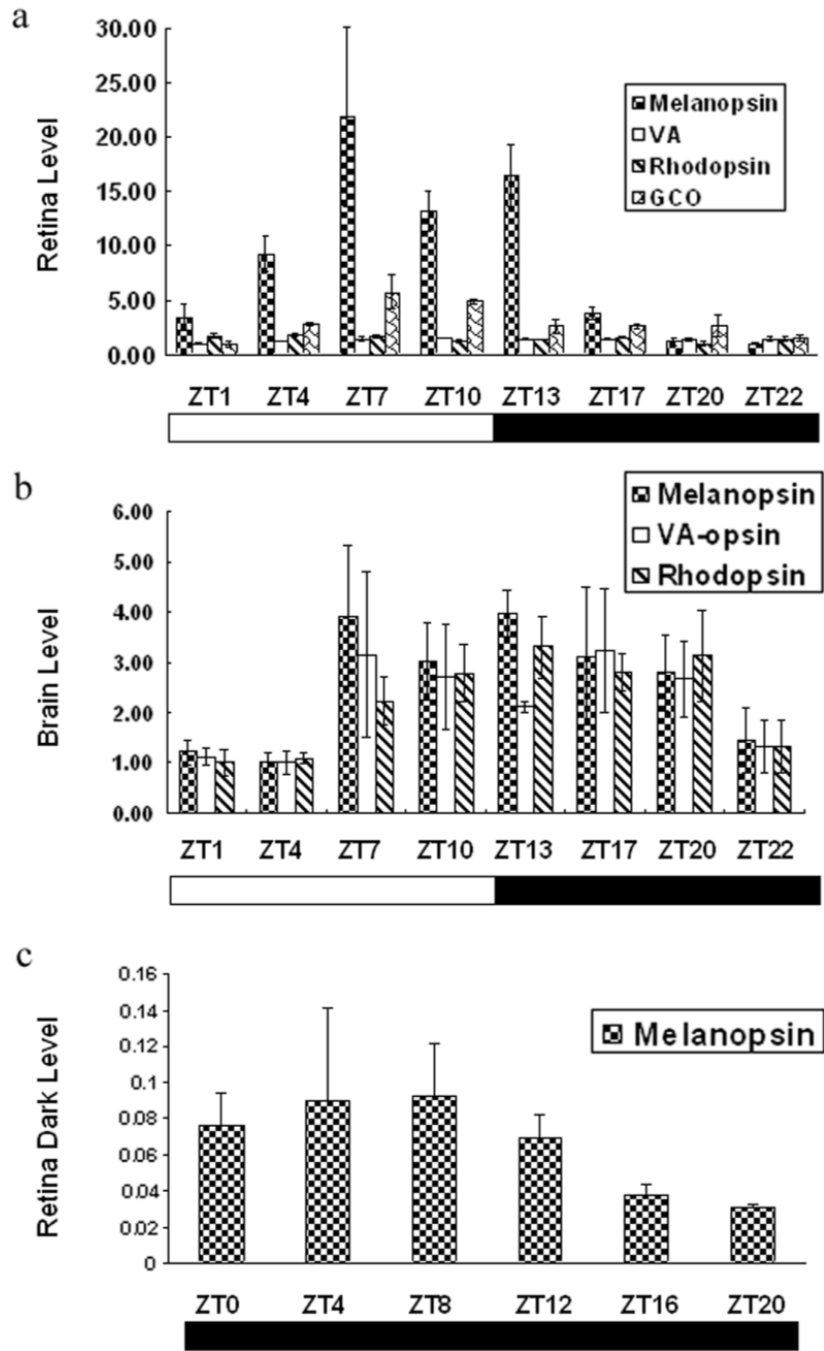 a
Retina Level
30.00
25.00
20.00
15.00
10.00
5.00
0.00
Melanopsin
VA
Rhodopsin
GCO
ZT1 ZT4 ZT7 ZT10 ZT13 ZT17 ZT20 ZT22
b
Brain Level
6.00
5.00
4.00
3.00
2.00
1.00
0.00
Melanopsin
VA-opsin
Rhodopsin
ZT1 ZT4 ZT7 ZT10 ZT13 ZT17 ZT20 ZT22
c
Retina Dark Level
0.16
0.14
0.12
0.1
0.08
0.06
0.04
0.02
0
Melanopsin
ZT0 ZT4 ZT8 ZT12 ZT16 ZT20